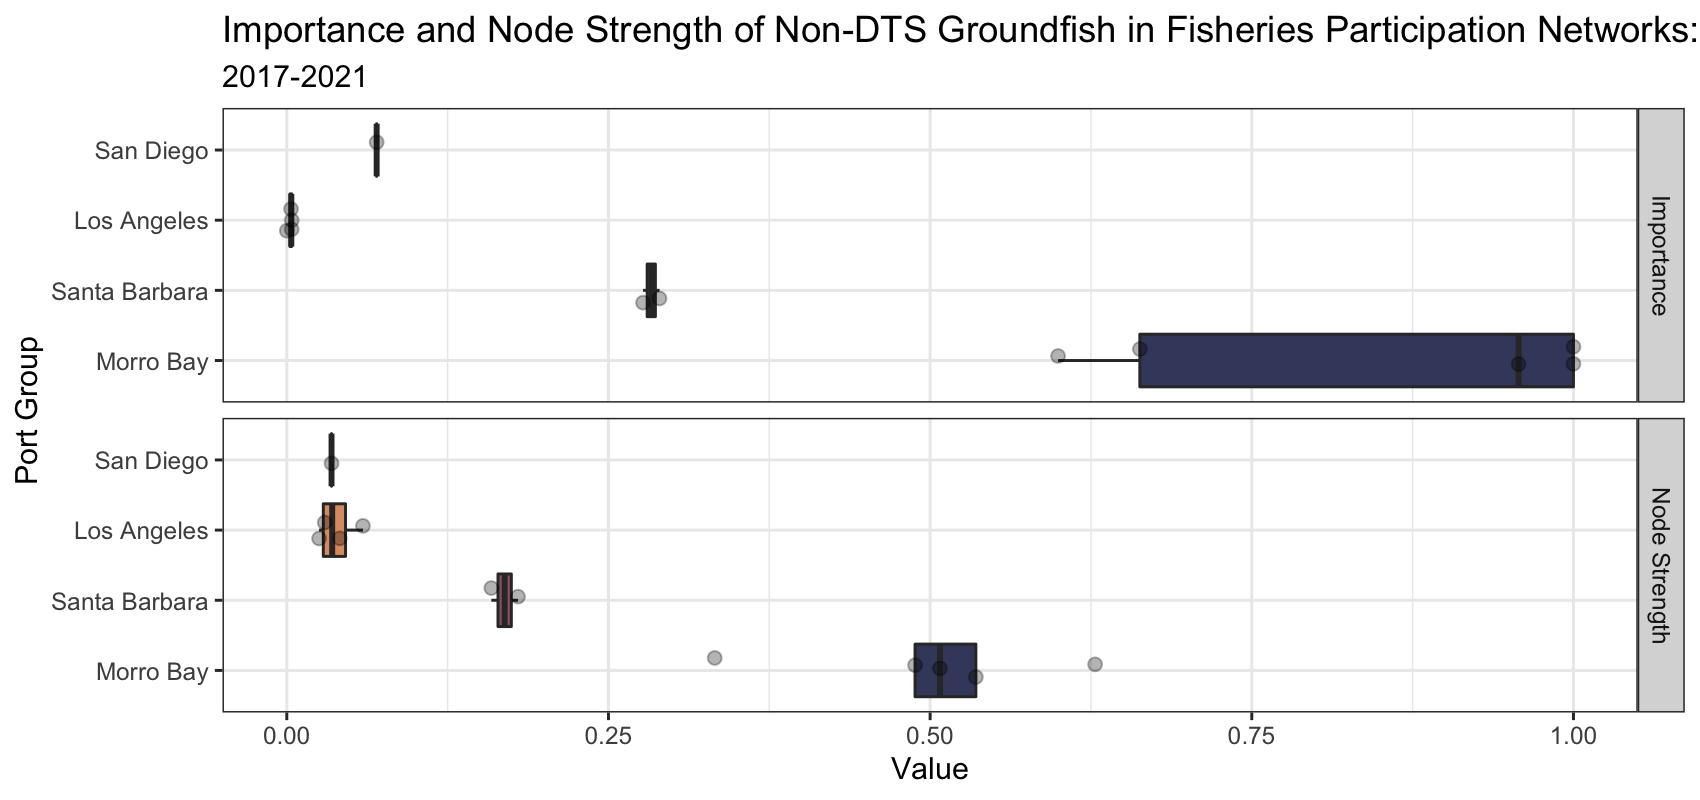 Importance and Node Strength of Non-DTS Groundfish in Fisheries Participation Networks:
2017-2021
San Diego
Los Angeles
Santa Barbara
Morro Bay
Importance
San Diego
Los Angeles
Santa Barbara
Morro Bay
Node Strength
Port Group
0.00 0.25 0.50 0.75 1.00
Value